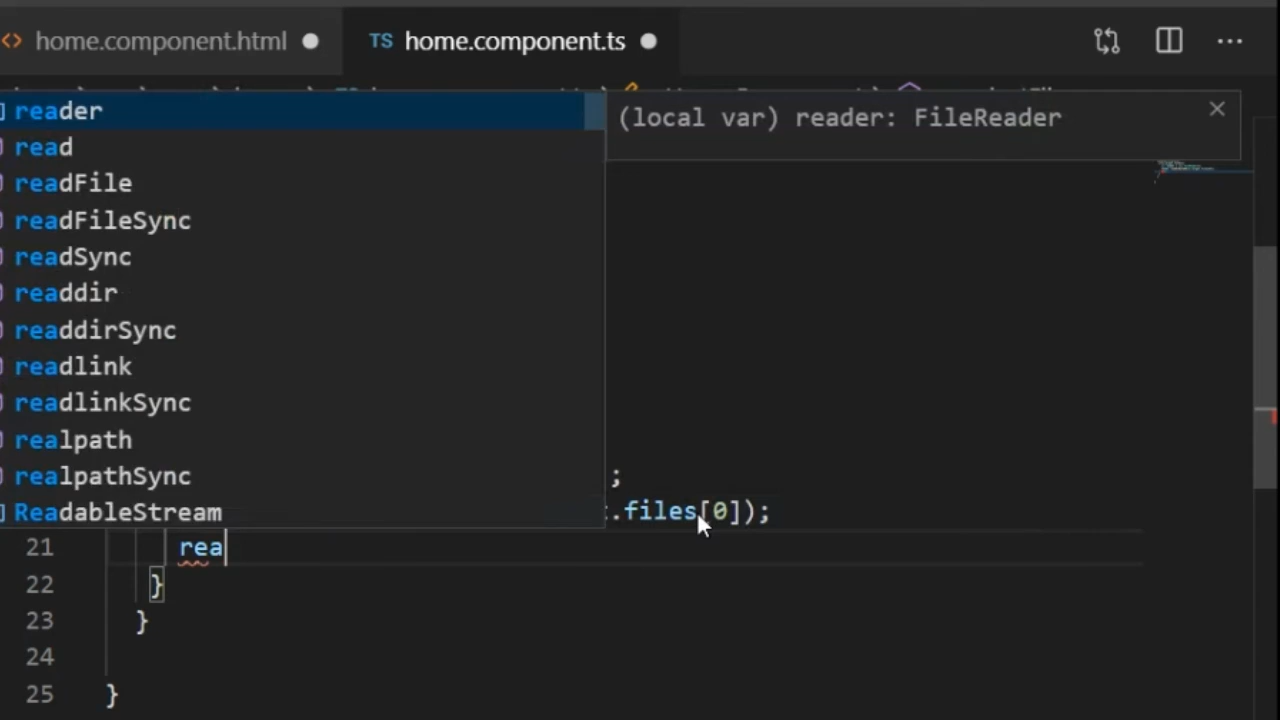 home.component.html
TS home.component.ts
reader
(local var) reader: FileReader
read
readFile
readFileSync
readSync
readdir
readdirSync
readlink
readlinkSync
realpath
realpathSync
;
ReadableStream
.files[0]);
21 rea
22 }
23 }
24
25 }